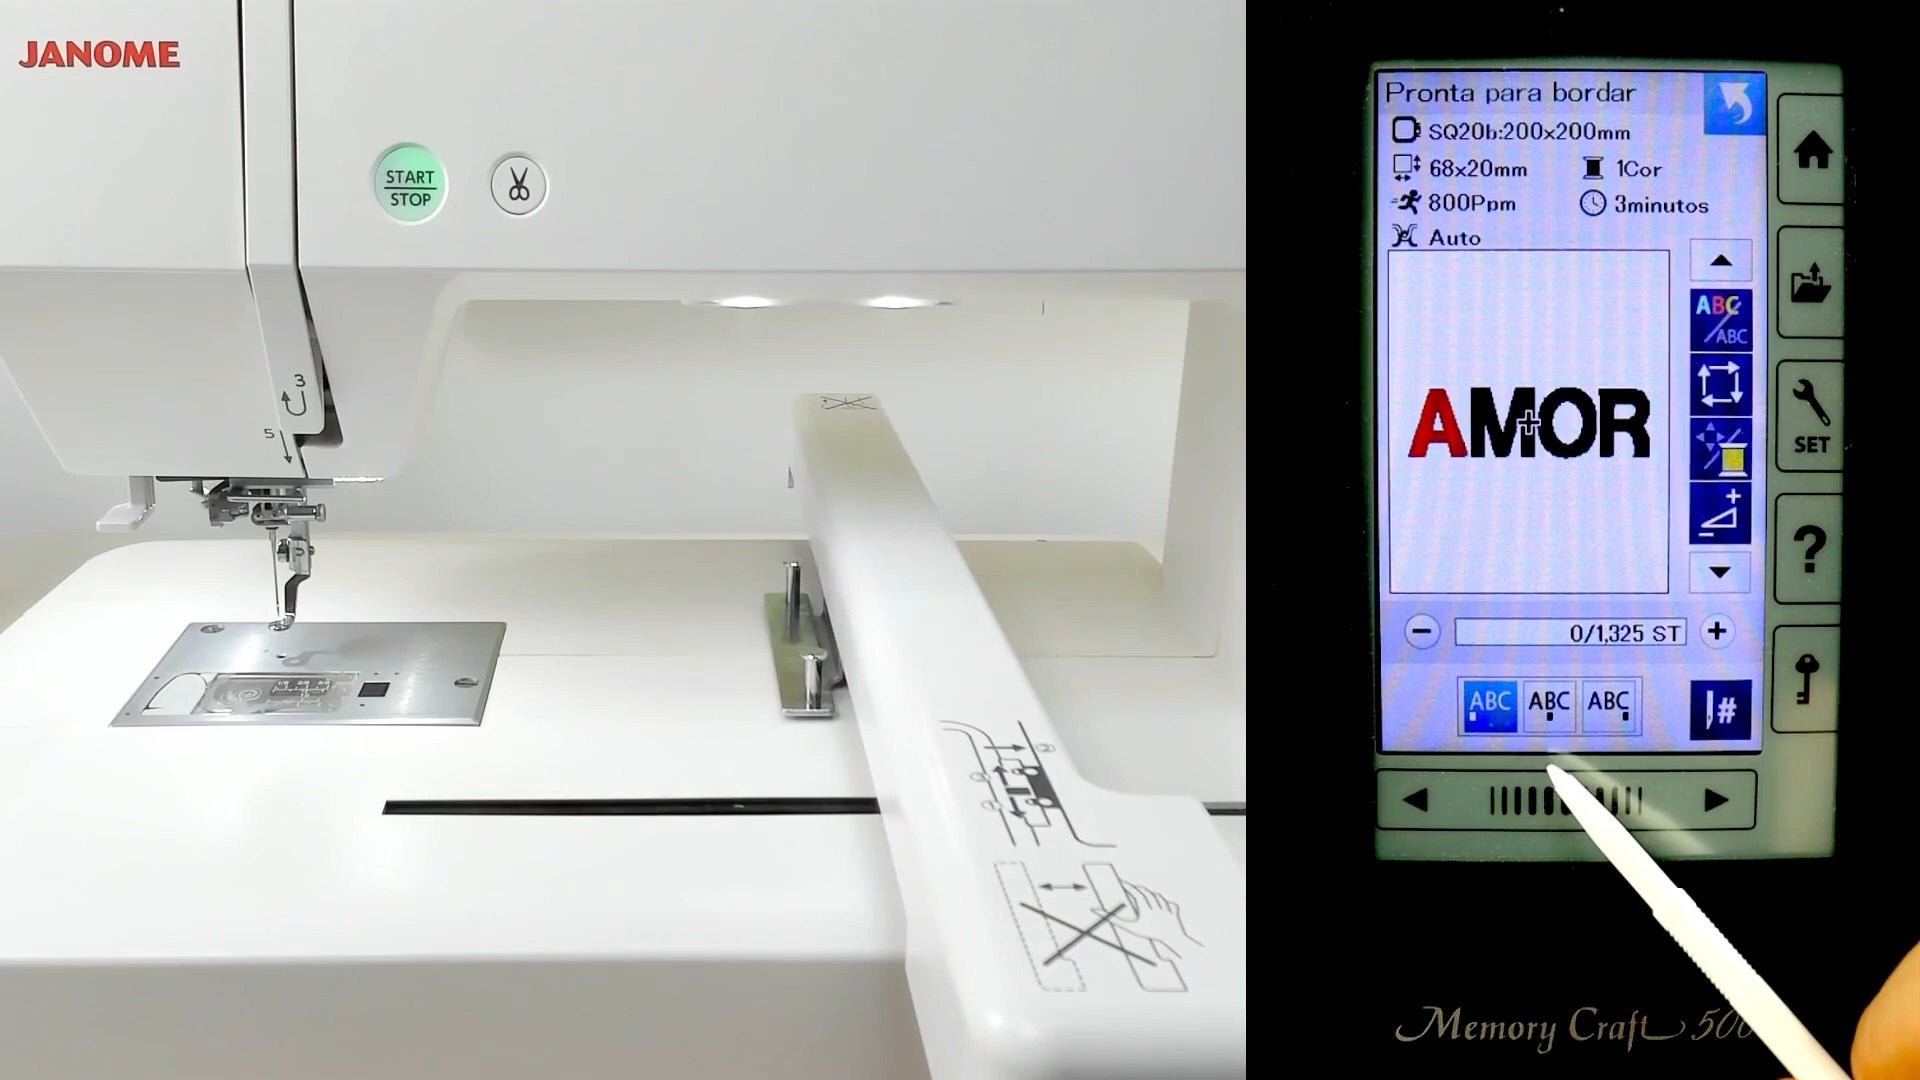 JANOME
START
STOP
3
5
Pronta para bordar
SQ20b:200x200mm
68x20mm
1Cor
800Ppm
3minutos
Auto
ABC
ABC
AMOR
SET
?
0/1,325 ST
ABC
ABC
ABC
#
Memory Craft